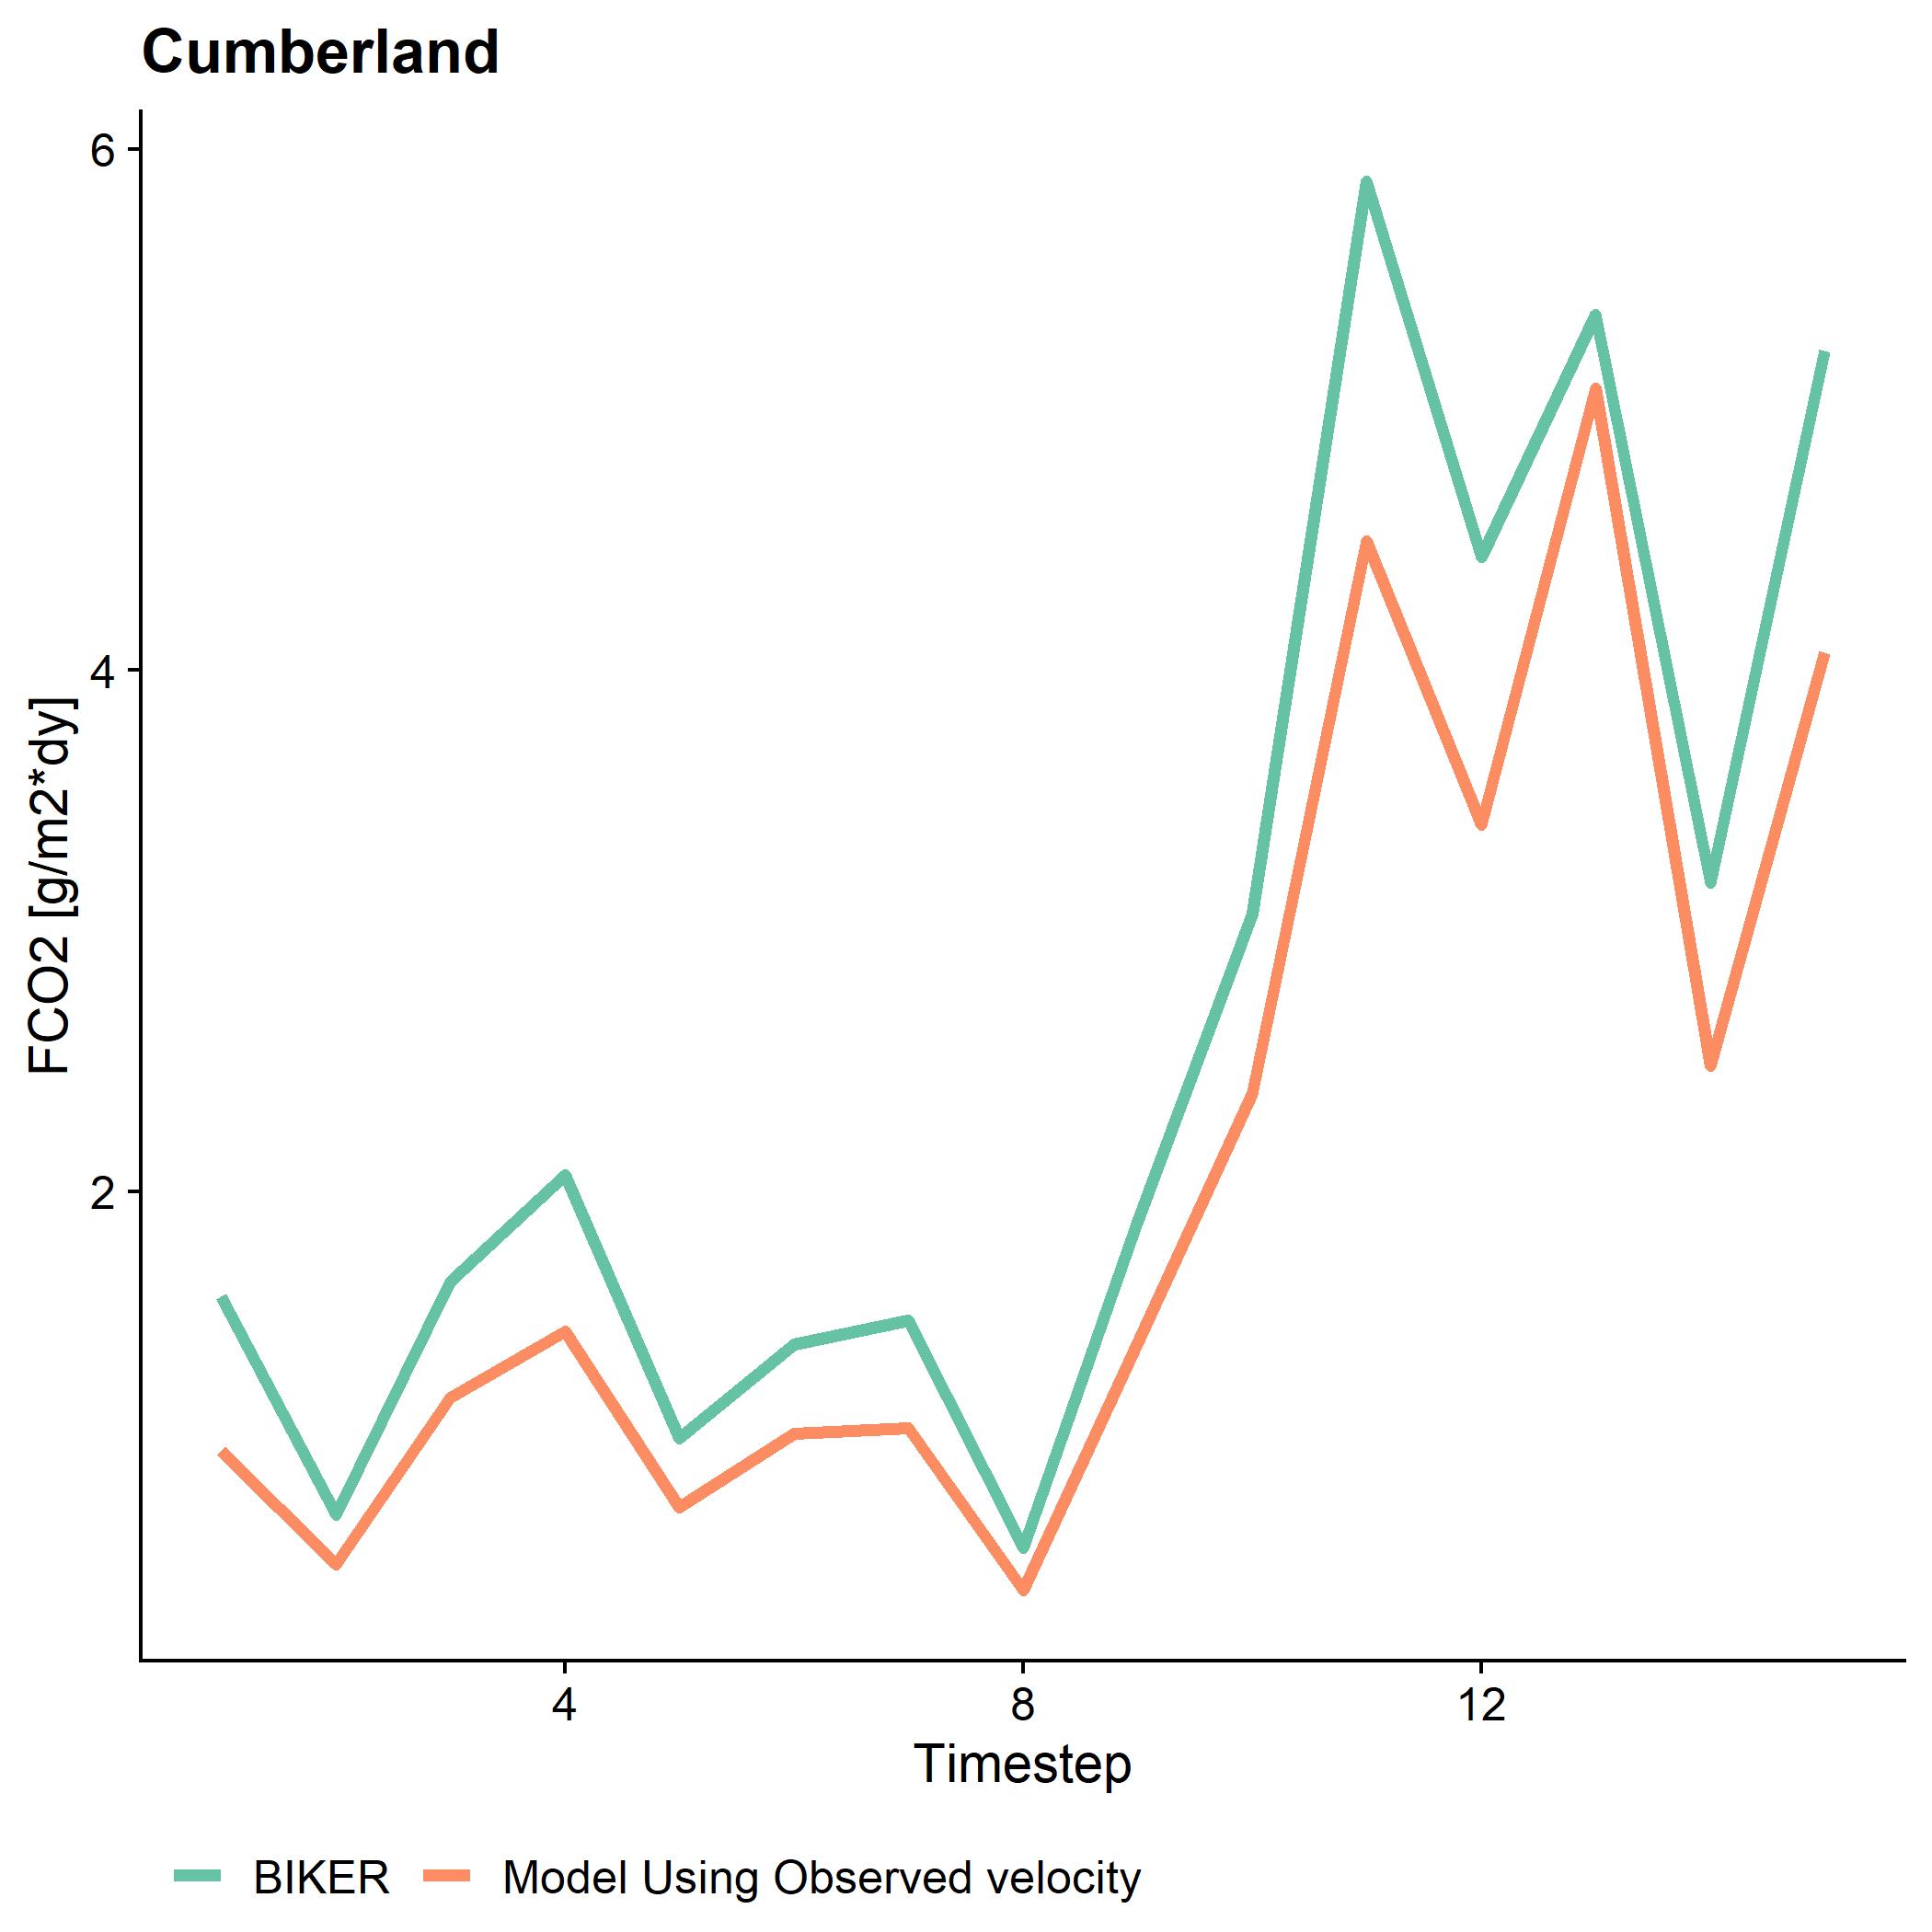 Cumberland
6
4
2
FCO2 [g/m2*dy]
4 8 12
Timestep
BIKER Model Using Observed velocity